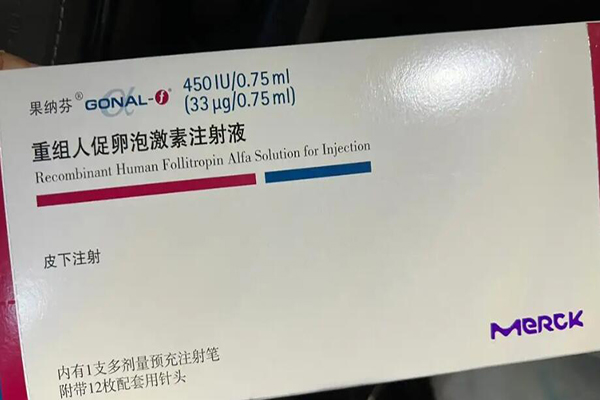 果纳芬® GONAL-f® 450 IU/0.75 ml
(33 µg/0.75 ml)
重组人促卵泡激素注射液
Recombinant Human Follitropin Alfa Solution for Injection
皮下注射
MERCK
内有1支多剂量预充注射笔
附带12枚配套用针头